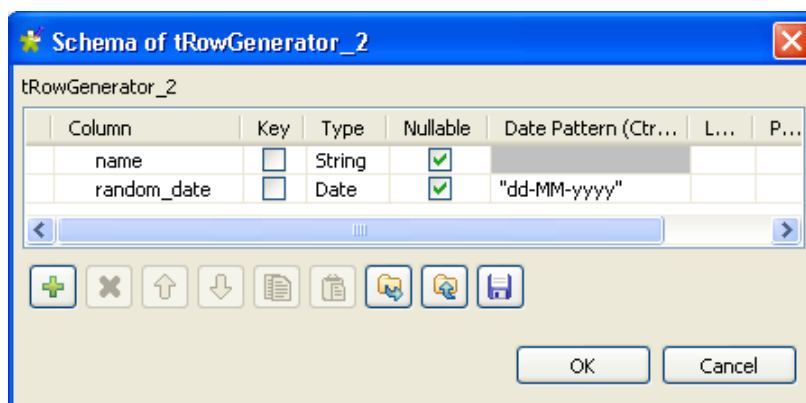 Schema of tRowGenerator_2
tRowGenerator_2
Column Key Type Nullable Date Pattern (Ctr... L... P...
name String
random_date Date "dd-MM-yyyy"
OK Cancel